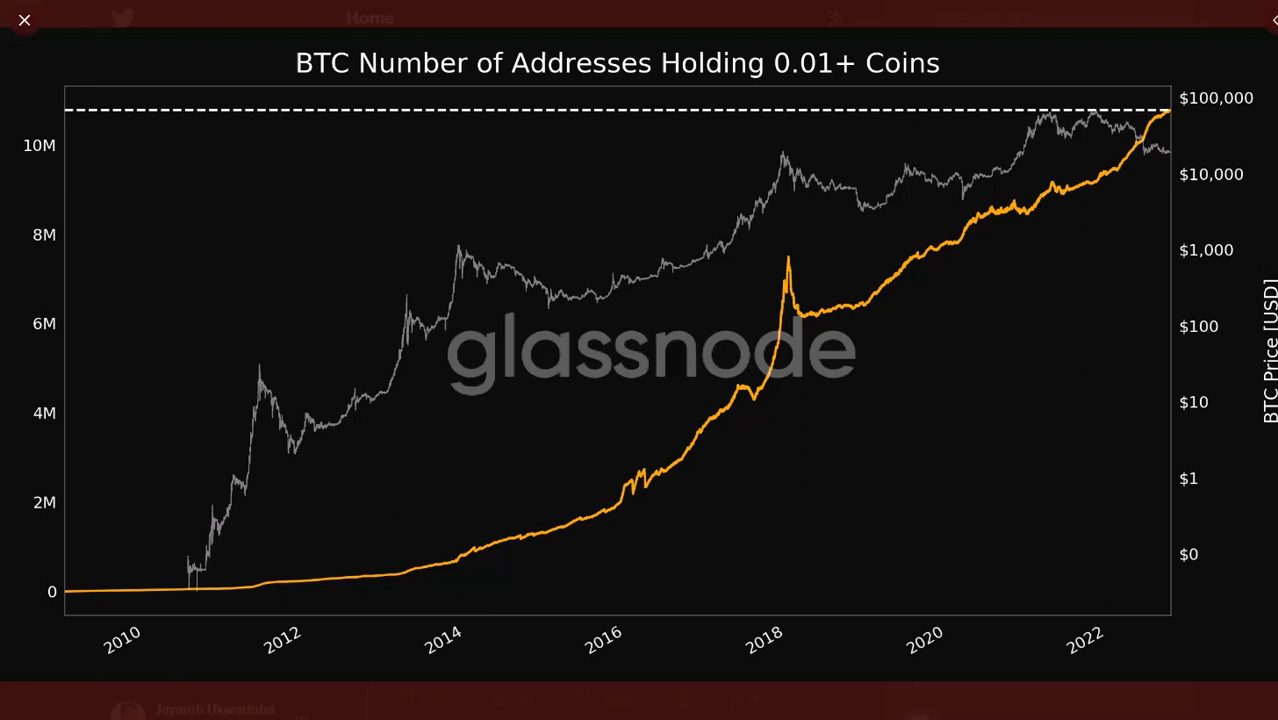 Home
BTC Number of Addresses Holding 0.01+ Coins
10M
8M
6M
4M
2M
0
$100,000
$10,000
$1,000
$100
$10
$1
$0
BTC Price [USD]
glassnode
2010
2012
2014
2016
2018
2020
2022